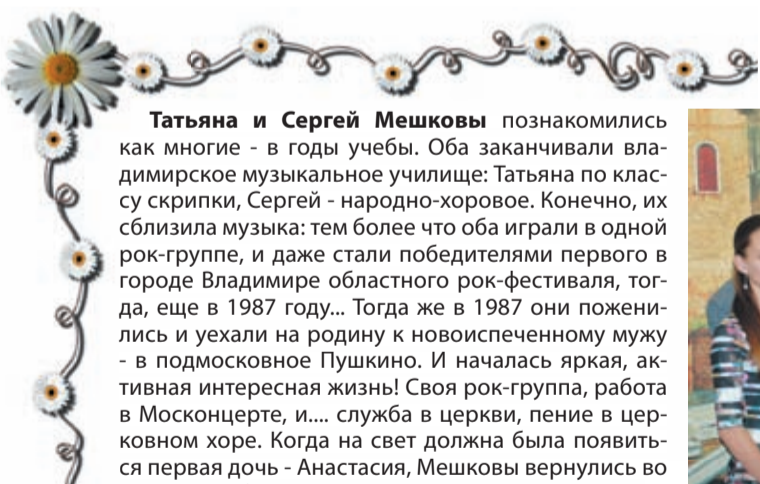 Татьяна и Сергей Мешковы познакомились
как многие - в годы учебы. Оба заканчивали вла-
димирское музыкальное училище: Татьяна по клас-
су скрипки, Сергей - народно-хоровое. Конечно, их
сблизила музыка: тем более что оба играли в одной
рок-группе, и даже стали победителями первого в
городе Владимире областного рок-фестиваля, тог-
да, еще в 1987 году... Тогда же в 1987 они пожени-
лись и уехали на родину к новоиспеченному мужу
- в подмосковное Пушкино. И началась яркая, ак-
тивная интересная жизнь! Своя рок-группа, работа
в Москонцерте, и.... служба в церкви, пение в цер-
ковном хоре. Когда на свет должна была появить-
ся первая дочь - Анастасия, Мешковы вернулись во